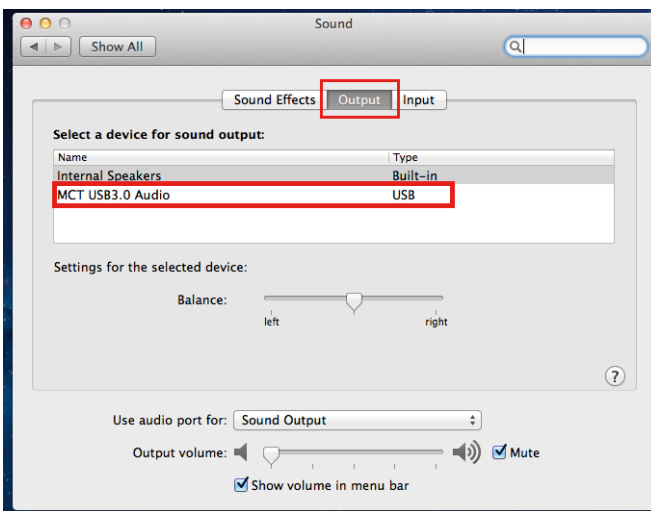 Sound
Show All
Sound Effects Output Input
Select a device for sound output:
Name Type
Internal Speakers Built-in
MCT USB3.0 Audio USB
Settings for the selected device:
Balance:
left right
?
Use audio port for: Sound Output
Output volume: Mute
Show volume in menu bar